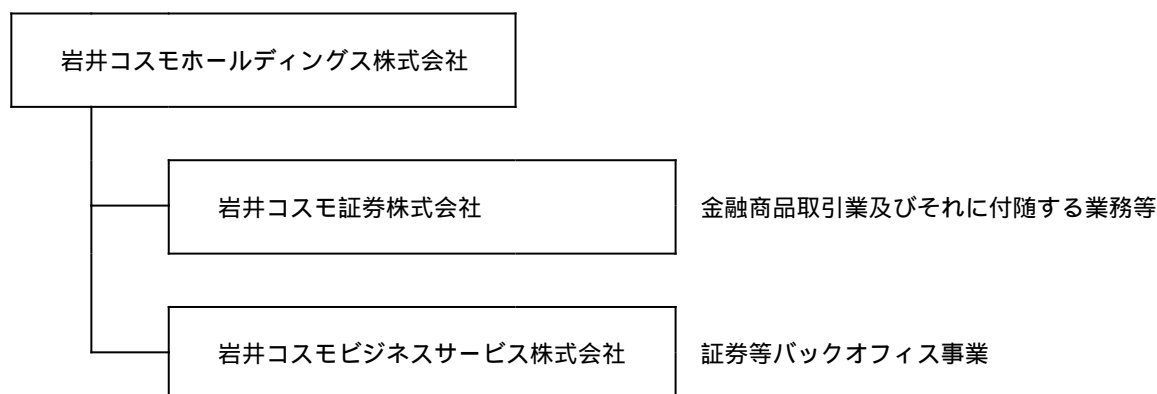 岩井コスモホールディングス株式会社
岩井コスモ証券株式会社 金融商品取引業及びそれに付随する業務等
岩井コスモビジネスサービス株式会社 証券等バックオフィス事業